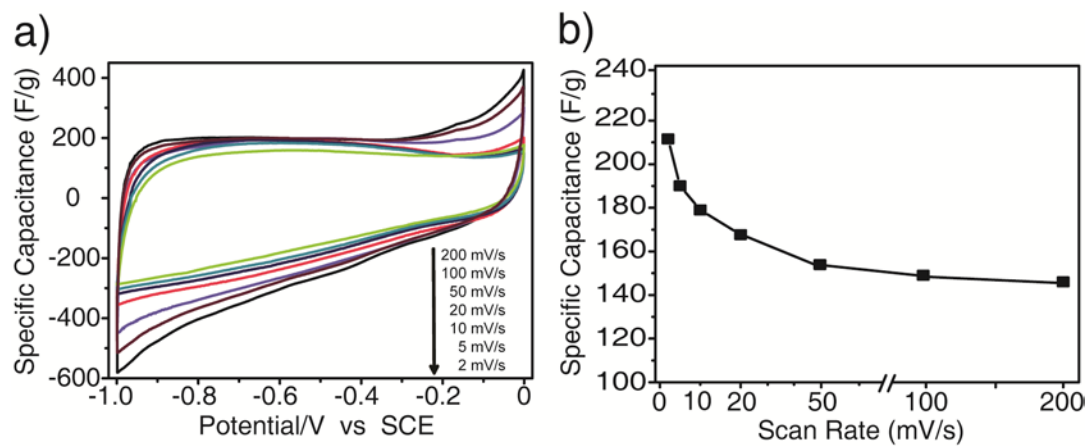 a)
Specific Capacitance (F/g)
400
200
0
-200
-400
-600
200 mV/s
100 mV/s
50 mV/s
20 mV/s
10 mV/s
5 mV/s
2 mV/s
-1.0 -0.8 -0.6 -0.4 -0.2 0
Potential/V vs SCE
b)
Specific Capacitance (F/g)
240
220
200
180
160
140
120
100
0 10 20 50 100 200
Scan Rate (mV/s)